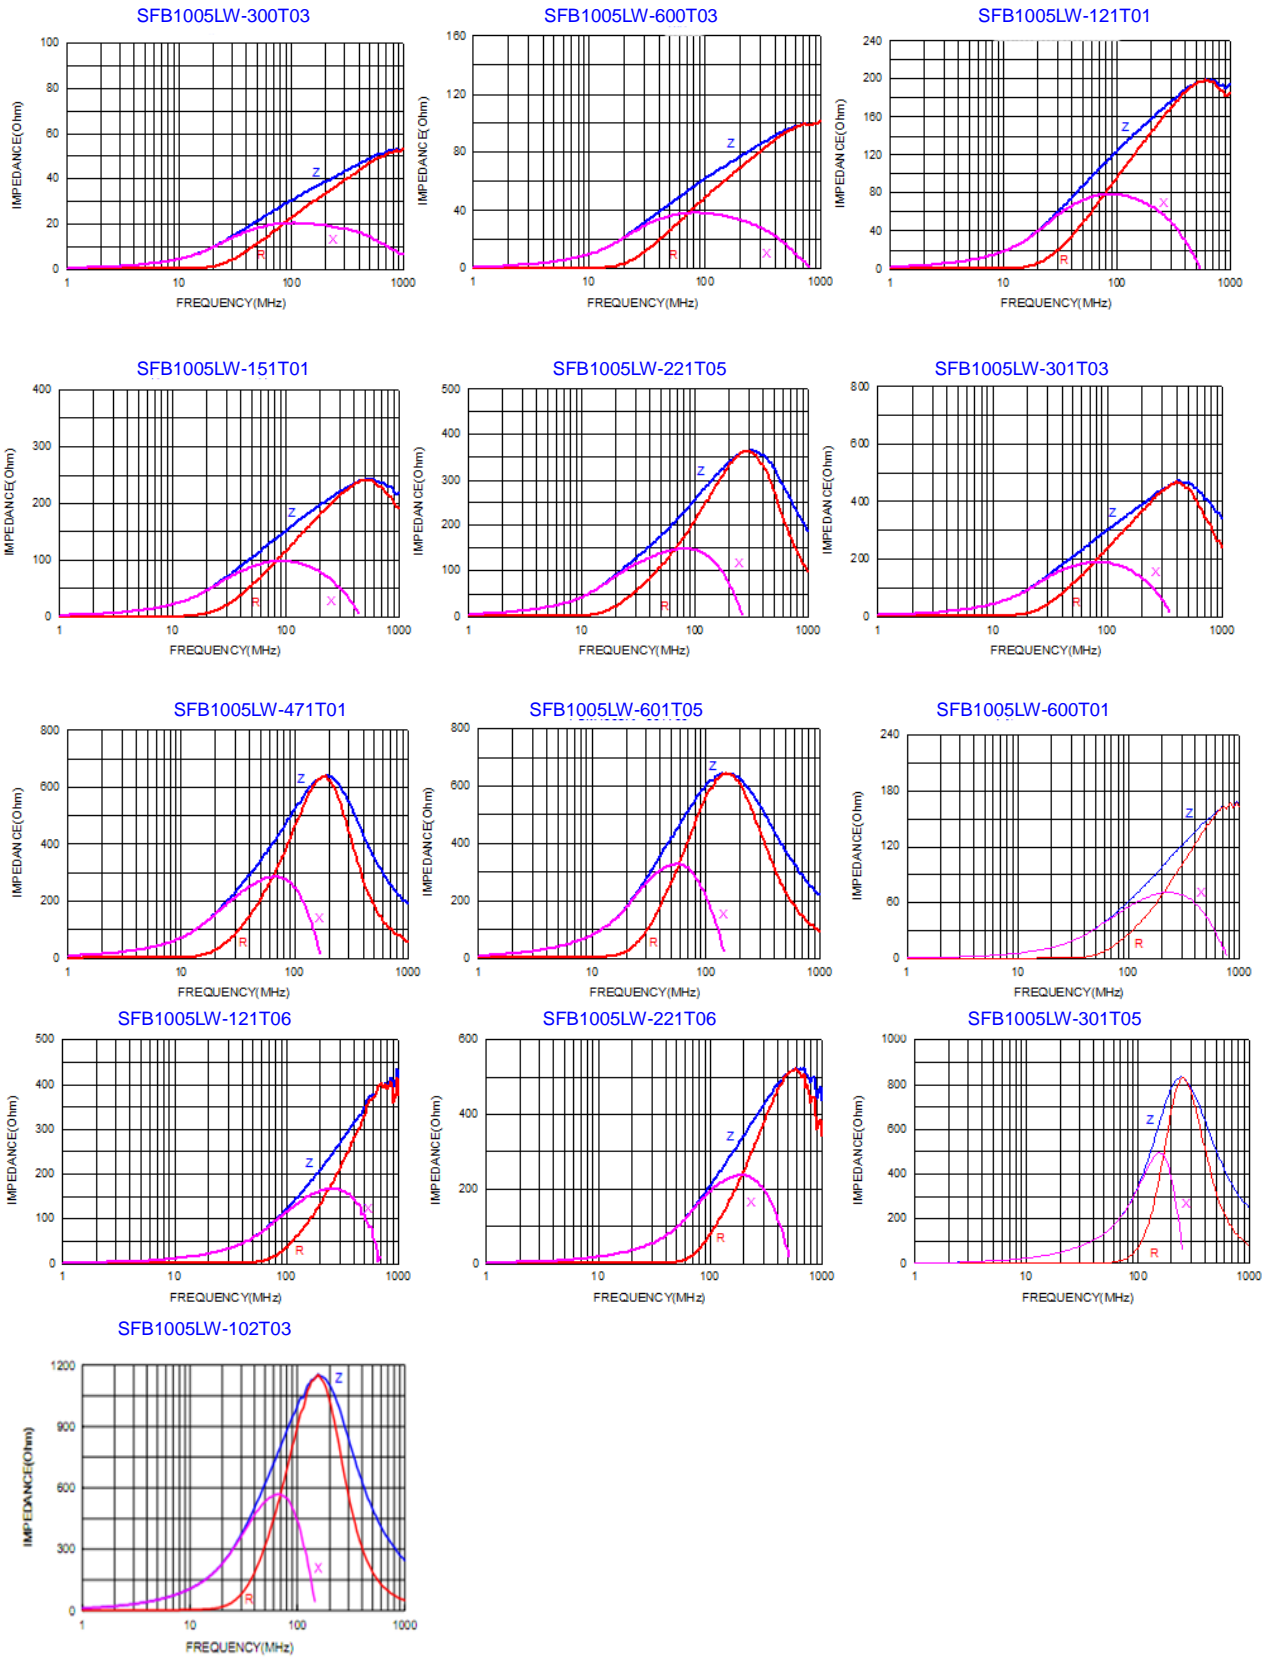 SFB1005LW-300T03
IMPEDANCE(Ohm)
100
80
60
40
20
0
Z
R
X
1
10
100
1000
FREQUENCY(MHz)
SFB1005LW-600T03
IMPEDANCE(Ohm)
160
120
80
40
0
Z
R
X
1
10
100
1000
FREQUENCY(MHz)
SFB1005LW-121T01
IMPEDANCE(Ohm)
240
200
160
120
80
40
0
Z
X
R
1
10
100
1000
FREQUENCY(MHz)
SFB1005LW-151T01
IMPEDANCE(Ohm)
400
300
200
100
0
Z
R
X
1
10
100
1000
FREQUENCY(MHz)
SFB1005LW-221T05
IMPEDANCE(Ohm)
500
400
300
200
100
0
Z
X
R
1
10
100
1000
FREQUENCY(MHz)
SFB1005LW-301T03
IMPEDANCE(Ohm)
800
600
400
200
0
Z
X
R
1
10
100
1000
FREQUENCY(MHz)
SFB1005LW-471T01
IMPEDANCE(Ohm)
800
600
400
200
0
Z
X
R
1
10
100
1000
FREQUENCY(MHz)
SFB1005LW-601T05
IMPEDANCE(Ohm)
800
600
400
200
0
Z
X
R
1
10
100
1000
FREQUENCY(MHz)
SFB1005LW-600T01
IMPEDANCE(Ohm)
240
180
120
60
0
Z
X
R
1
10
100
1000
FREQUENCY(MHz)
SFB1005LW-121T06
IMPEDANCE(Ohm)
500
400
300
200
100
0
Z
X
R
1
10
100
1000
FREQUENCY(MHz)
SFB1005LW-221T06
IMPEDANCE(Ohm)
600
400
200
0
Z
X
R
1
10
100
1000
FREQUENCY(MHz)
SFB1005LW-301T05
IMPEDANCE(Ohm)
1000
800
600
400
200
0
Z
X
R
1
10
100
1000
FREQUENCY(MHz)
SFB1005LW-102T03
IMPEDANCE(Ohm)
1200
900
600
300
0
Z
X
R
1
10
100
1000
FREQUENCY(MHz)